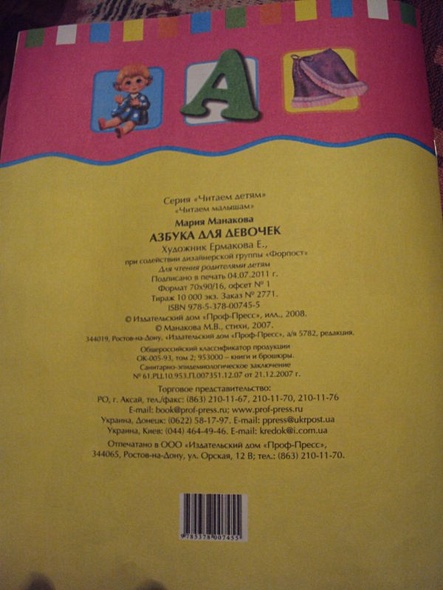 А
Серия «Читаем детям»
«Читаем малышам»
Мария Манакова
АЗБУКА ДЛЯ ДЕВОЧЕК
Художник Ермакова Е.,
при содействии дизайнерской группы «Форпост»
Для чтения родителями детям
Подписано в печать 04.07.2011 г.
Формат 70х90/16, офсет № 1
Тираж 10 000 экз. Заказ № 2771.
ISBN 978-5-378-00745-5
© Издательский дом «Проф-Пресс», илл., 2008.
© Манакова М.В., стихи, 2007.
344019, Ростов-на-Дону, «Издательский дом «Проф-Пресс», а/я 5782, редакция.
Общероссийский классификатор продукции
ОК-005-93, том 2; 953000 – книги и брошюры.
Санитарно-эпидемиологическое заключение
№ 61.РЦ.10.953.П.007351.12.07 от 21.12.2007 г.
Торговое представительство:
РО, г. Аксай, тел./факс: (863) 210-11-67, 210-11-70, 210-11-76
E-mail: book@prof-press.ru; www.prof-press.ru
Украина, Донецк: (0622) 58-17-97, E-mail: ppress@ukrpost.ua
Украина, Киев: (044) 464-49-46. E-mail: kredok@i.com.ua
Отпечатано в ООО «Издательский дом «Проф-Пресс»,
344065, Ростов-на-Дону, ул. Орская, 12 В; тел.: (863) 210-11-70.
9785378007455